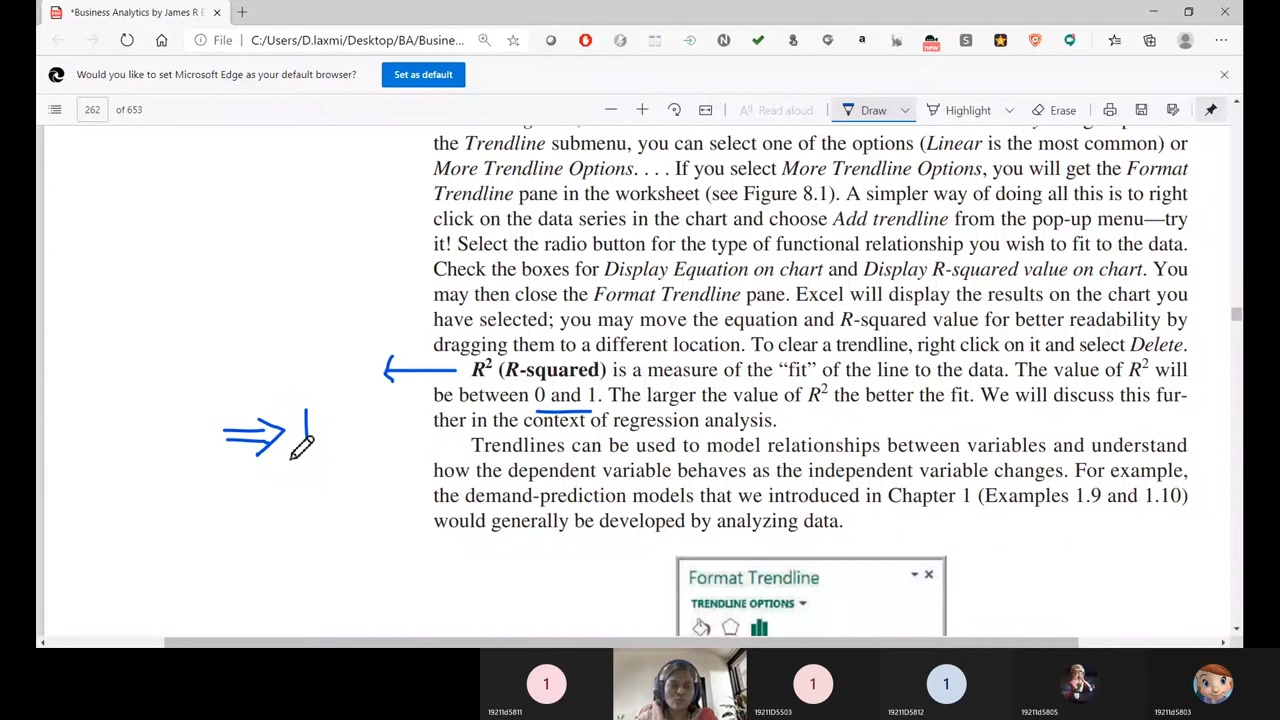 *Business Analytics by James R E
File
C:/Users/D.laxmi/Desktop/BA/Busine...
new
Would you like to set Microsoft Edge as your default browser?
Set as default
262 of 653
Read aloud
Draw
Highlight
Erase
the Trendline submenu, you can select one of the options (Linear is the most common) or
More Trendline Options. . . . If you select More Trendline Options, you will get the Format
Trendline pane in the worksheet (see Figure 8.1). A simpler way of doing all this is to right
click on the data series in the chart and choose Add trendline from the pop-up menu—try
it! Select the radio button for the type of functional relationship you wish to fit to the data.
Check the boxes for Display Equation on chart and Display R-squared value on chart. You
may then close the Format Trendline pane. Excel will display the results on the chart you
have selected; you may move the equation and R-squared value for better readability by
dragging them to a different location. To clear a trendline, right click on it and select Delete.
R² (R-squared) is a measure of the “fit” of the line to the data. The value of R² will
be between 0 and 1. The larger the value of R² the better the fit. We will discuss this fur-
ther in the context of regression analysis.
Trendlines can be used to model relationships between variables and understand
how the dependent variable behaves as the independent variable changes. For example,
the demand-prediction models that we introduced in Chapter 1 (Examples 1.9 and 1.10)
would generally be developed by analyzing data.
Format Trendline
TRENDLINE OPTIONS
1
1
1
19211d5811
19211D5503
19211D5812
19211d5805
19211d5803